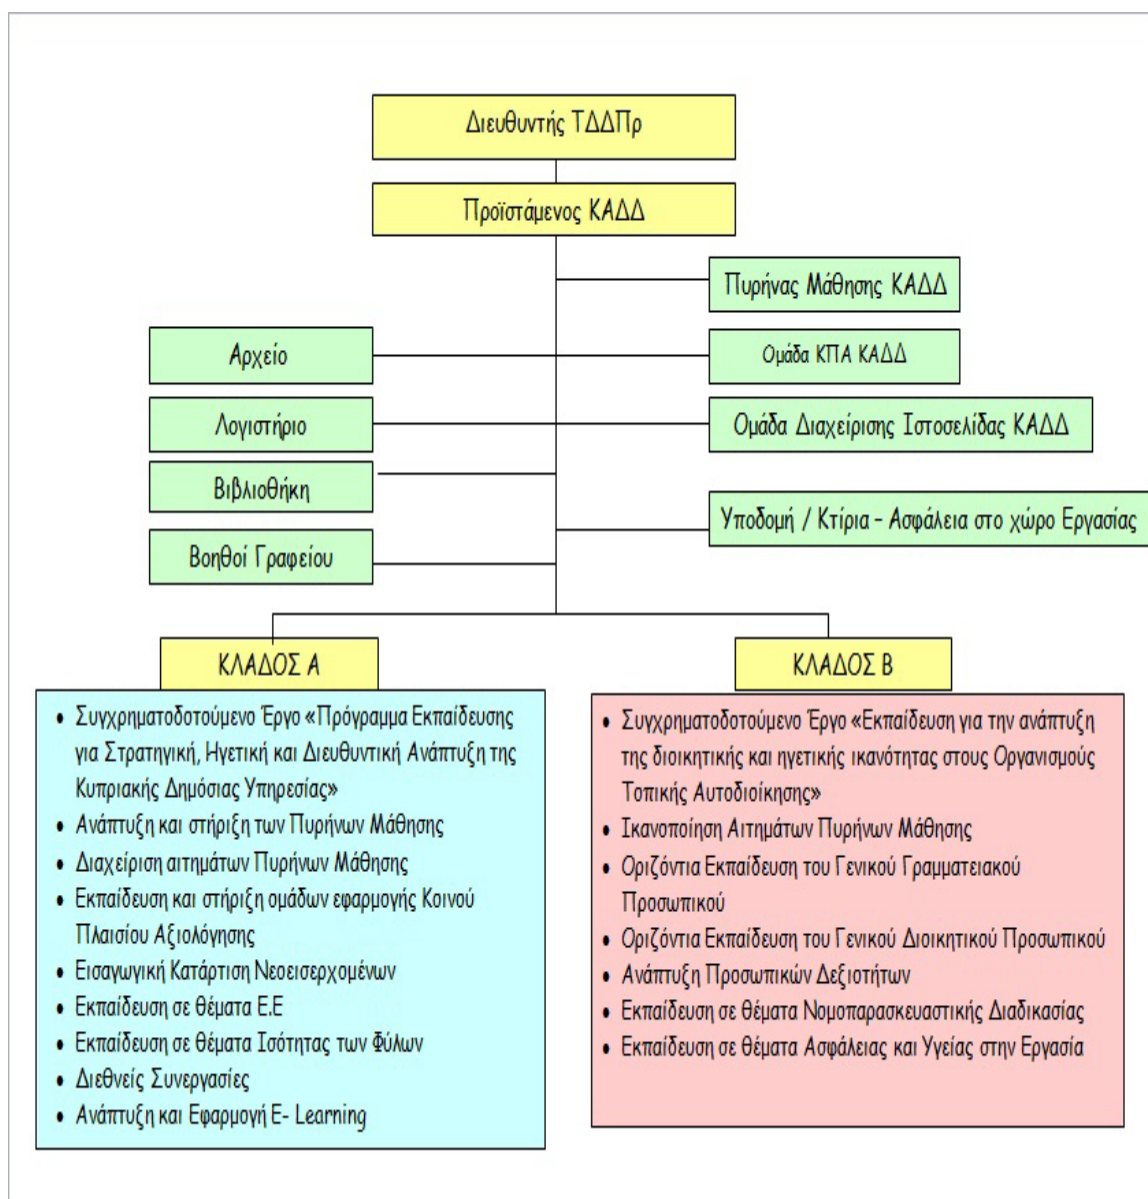 Διευθυντής ΤΔΔΠρ
Προϊστάμενος ΚΑΔΔ
Πυρήνας Μάθησης ΚΑΔΔ
Αρχείο
Ομάδα ΚΠΑ ΚΑΔΔ
Λογιστήριο
Ομάδα Διαχείρισης Ιστοσελίδας ΚΑΔΔ
Βιβλιοθήκη
Υποδομή / Κτίρια – Ασφάλεια στο χώρο Εργασίας
Βοηθοί Γραφείου
ΚΛΑΔΟΣ Α
• Συγχρηματοδοτούμενο Έργο «Πρόγραμμα Εκπαίδευσης
για Στρατηγική, Ηγετική και Διευθυντική Ανάπτυξη της
Κυπριακής Δημόσιας Υπηρεσίας»
• Ανάπτυξη και στήριξη των Πυρήνων Μάθησης
• Διαχείριση αιτημάτων Πυρήνων Μάθησης
• Εκπαίδευση και στήριξη ομάδων εφαρμογής Κοινού
Πλαισίου Αξιολόγησης
• Εισαγωγική Κατάρτιση Νεοεισερχομένων
• Εκπαίδευση σε θέματα Ε.Ε
• Εκπαίδευση σε θέματα Ισότητας των Φύλων
• Διεθνείς Συνεργασίες
• Ανάπτυξη και Εφαρμογή E- Learning
ΚΛΑΔΟΣ Β
• Συγχρηματοδοτούμενο Έργο «Εκπαίδευση για την ανάπτυξη
της διοικητικής και ηγετικής ικανότητας στους Οργανισμούς
Τοπικής Αυτοδιοίκησης»
• Ικανοποίηση Αιτημάτων Πυρήνων Μάθησης
• Οριζόντια Εκπαίδευση του Γενικού Γραμματειακού
Προσωπικού
• Οριζόντια Εκπαίδευση του Γενικού Διοικητικού Προσωπικού
• Ανάπτυξη Προσωπικών Δεξιοτήτων
• Εκπαίδευση σε θέματα Νομοπαρασκευαστικής Διαδικασίας
• Εκπαίδευση σε θέματα Ασφάλειας και Υγείας στην Εργασία